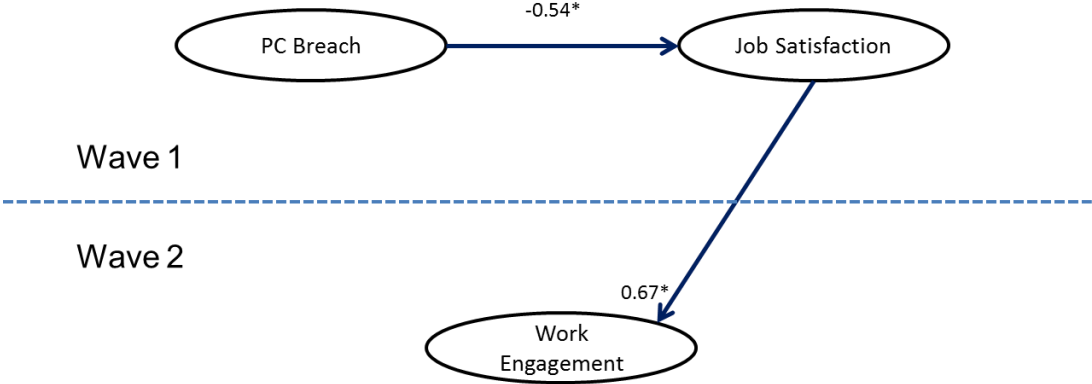 -0.54*
PC Breach
Job Satisfaction
Wave 1
Wave 2
0.67*
Work
Engagement